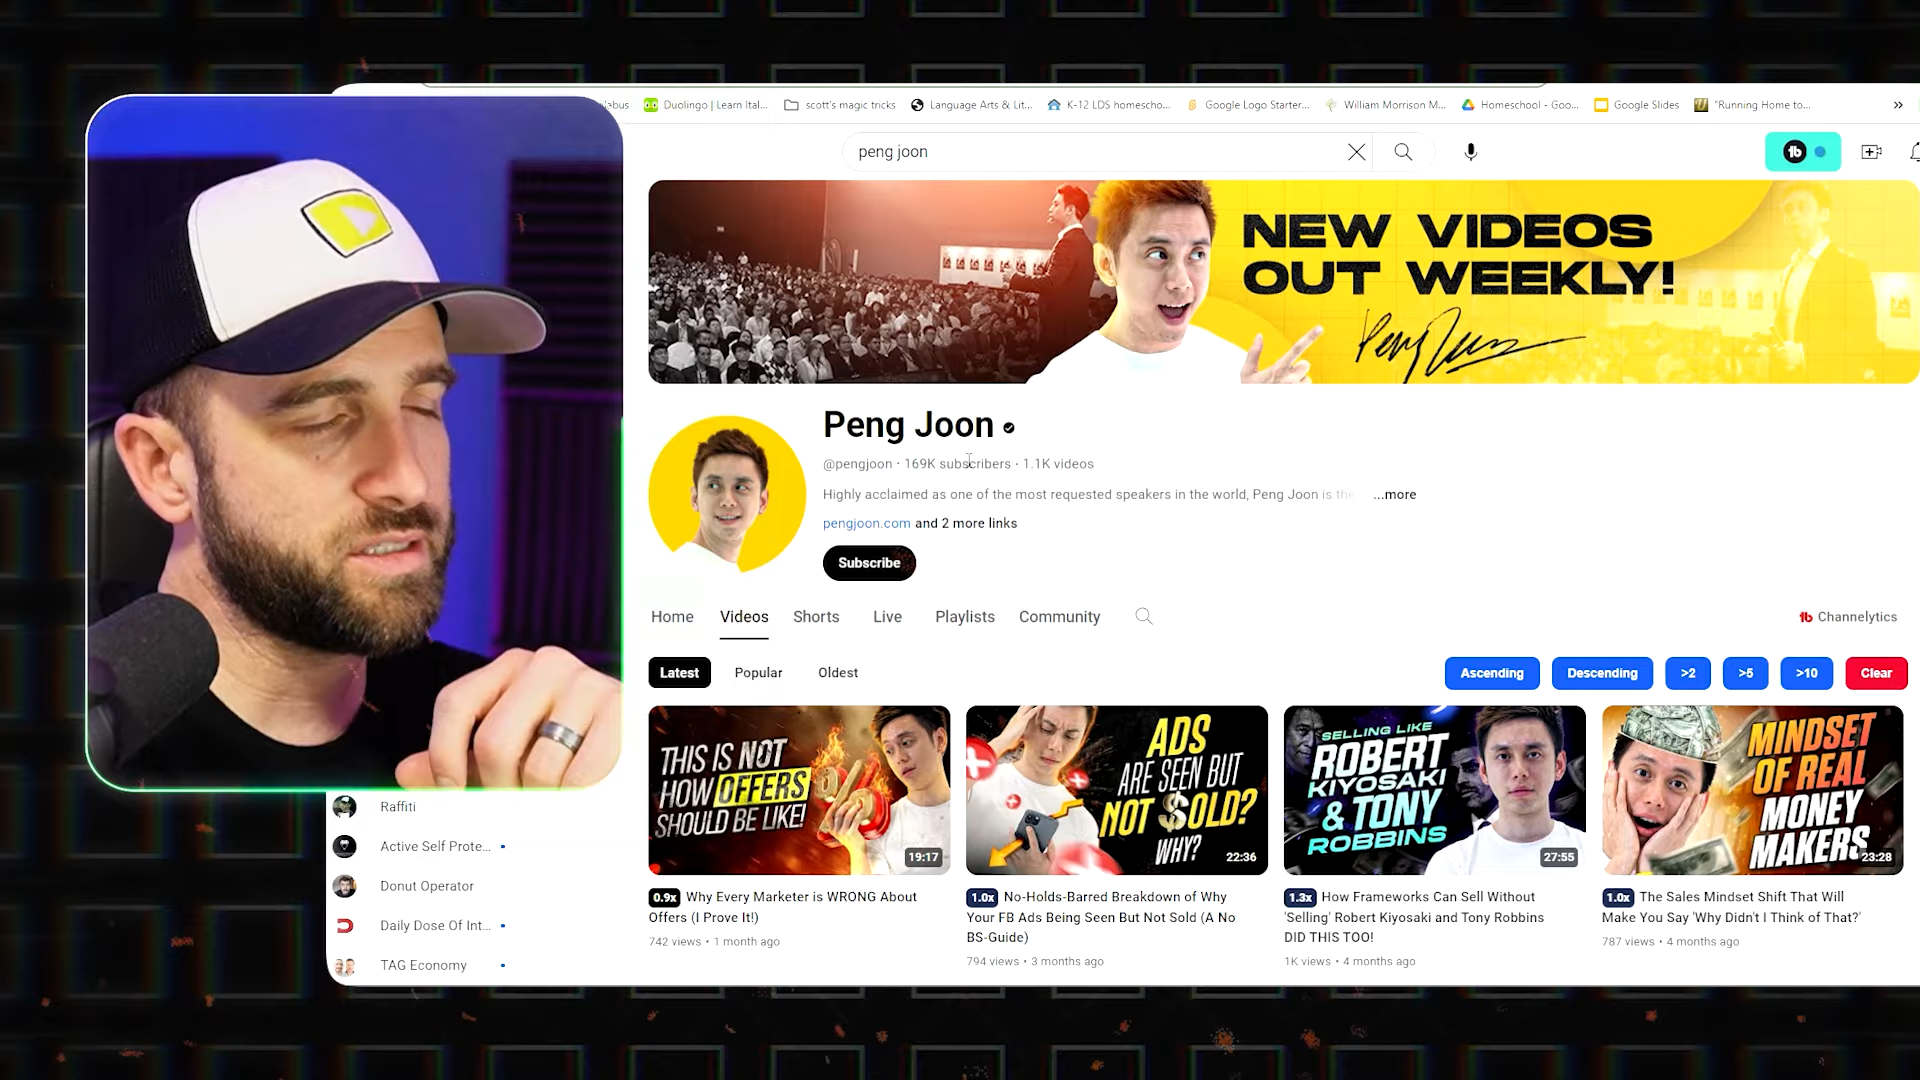 Duolingo | Learn Ital...
scott's magic tricks
Language Arts & Lit...
K-12 LDS homescho...
Google Logo Starter...
William Morrison M...
Homeschool - Goo...
Google Slides
"Running Home to...
peng joon
NEW VIDEOS
OUT WEEKLY!
Peng Joon
Peng Joon
@pengjoon · 169K subscribers · 1.1K videos
Highly acclaimed as one of the most requested speakers in the world, Peng Joon is the ...more
pengjoon.com and 2 more links
Subscribe
Home Videos Shorts Live Playlists Community
Channelytics
Latest Popular Oldest
Ascending Descending >2 >5 >10 Clear
THIS IS NOT
HOW OFFERS
SHOULD BE LIKE!
19:17
ADS
ARE SEEN BUT
NOT $OLD?
WHY?
22:36
SELLING LIKE
ROBERT
KIYOSAKI
& TONY
ROBBINS
27:55
MINDSET
OF REAL
MONEY
MAKERS
23:28
0.9x Why Every Marketer is WRONG About
Offers (I Prove It!)
742 views • 1 month ago
1.0x No-Holds-Barred Breakdown of Why
Your FB Ads Being Seen But Not Sold (A No
BS-Guide)
794 views • 3 months ago
1.3x How Frameworks Can Sell Without
'Selling' Robert Kiyosaki and Tony Robbins
DID THIS TOO!
1K views • 4 months ago
1.0x The Sales Mindset Shift That Will
Make You Say 'Why Didn't I Think of That?'
787 views • 4 months ago
Raffiti
Active Self Prote...
Donut Operator
Daily Dose Of Int...
TAG Economy